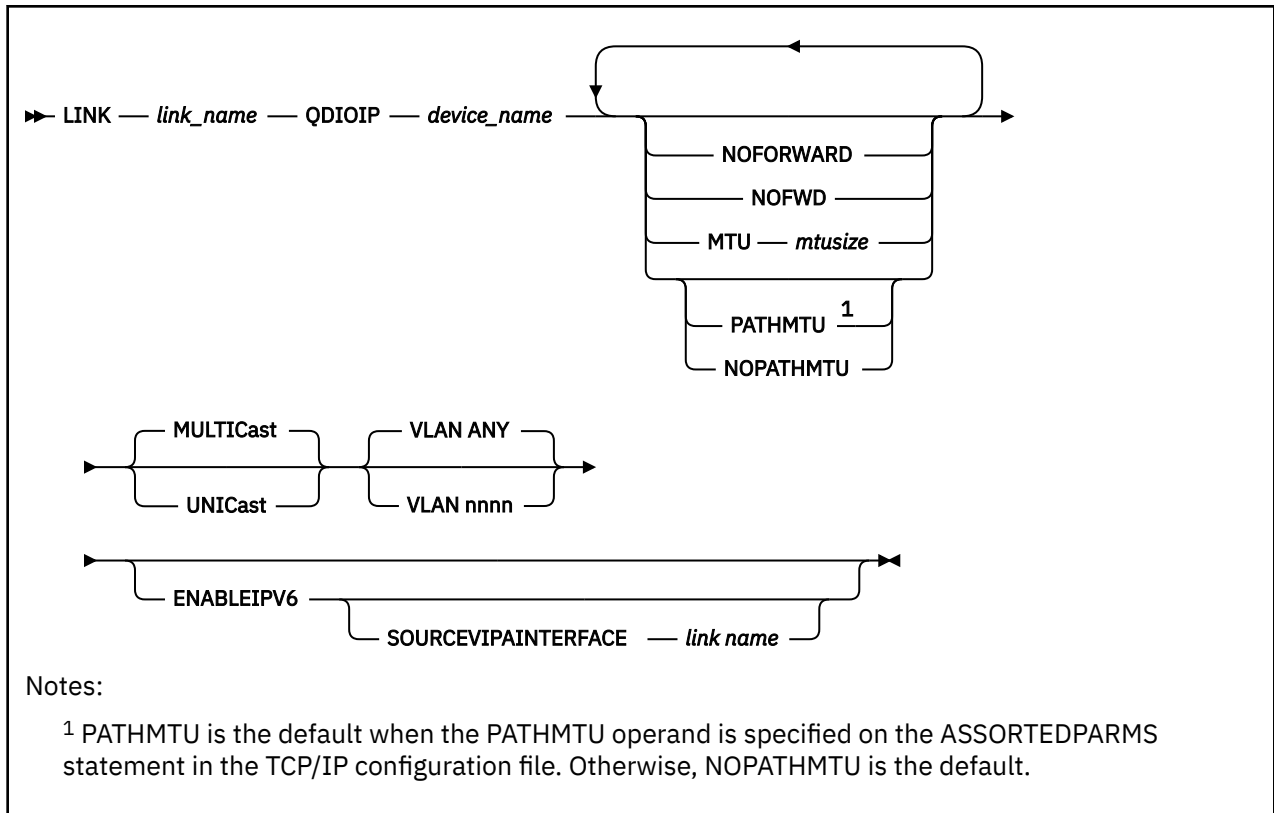 LINK link_name QDIOIP device_name
NOFORWARD
NOFWD
MTU mtusize
PATHMTU 1
NOPATHMTU
MULTICast VLAN ANY
UNICast VLAN nnnn
ENABLEIPV6
SOURCEVIPAINTERFACE link name
Notes:
1 PATHMTU is the default when the PATHMTU operand is specified on the ASSORTEDPARMS
statement in the TCP/IP configuration file. Otherwise, NOPATHMTU is the default.